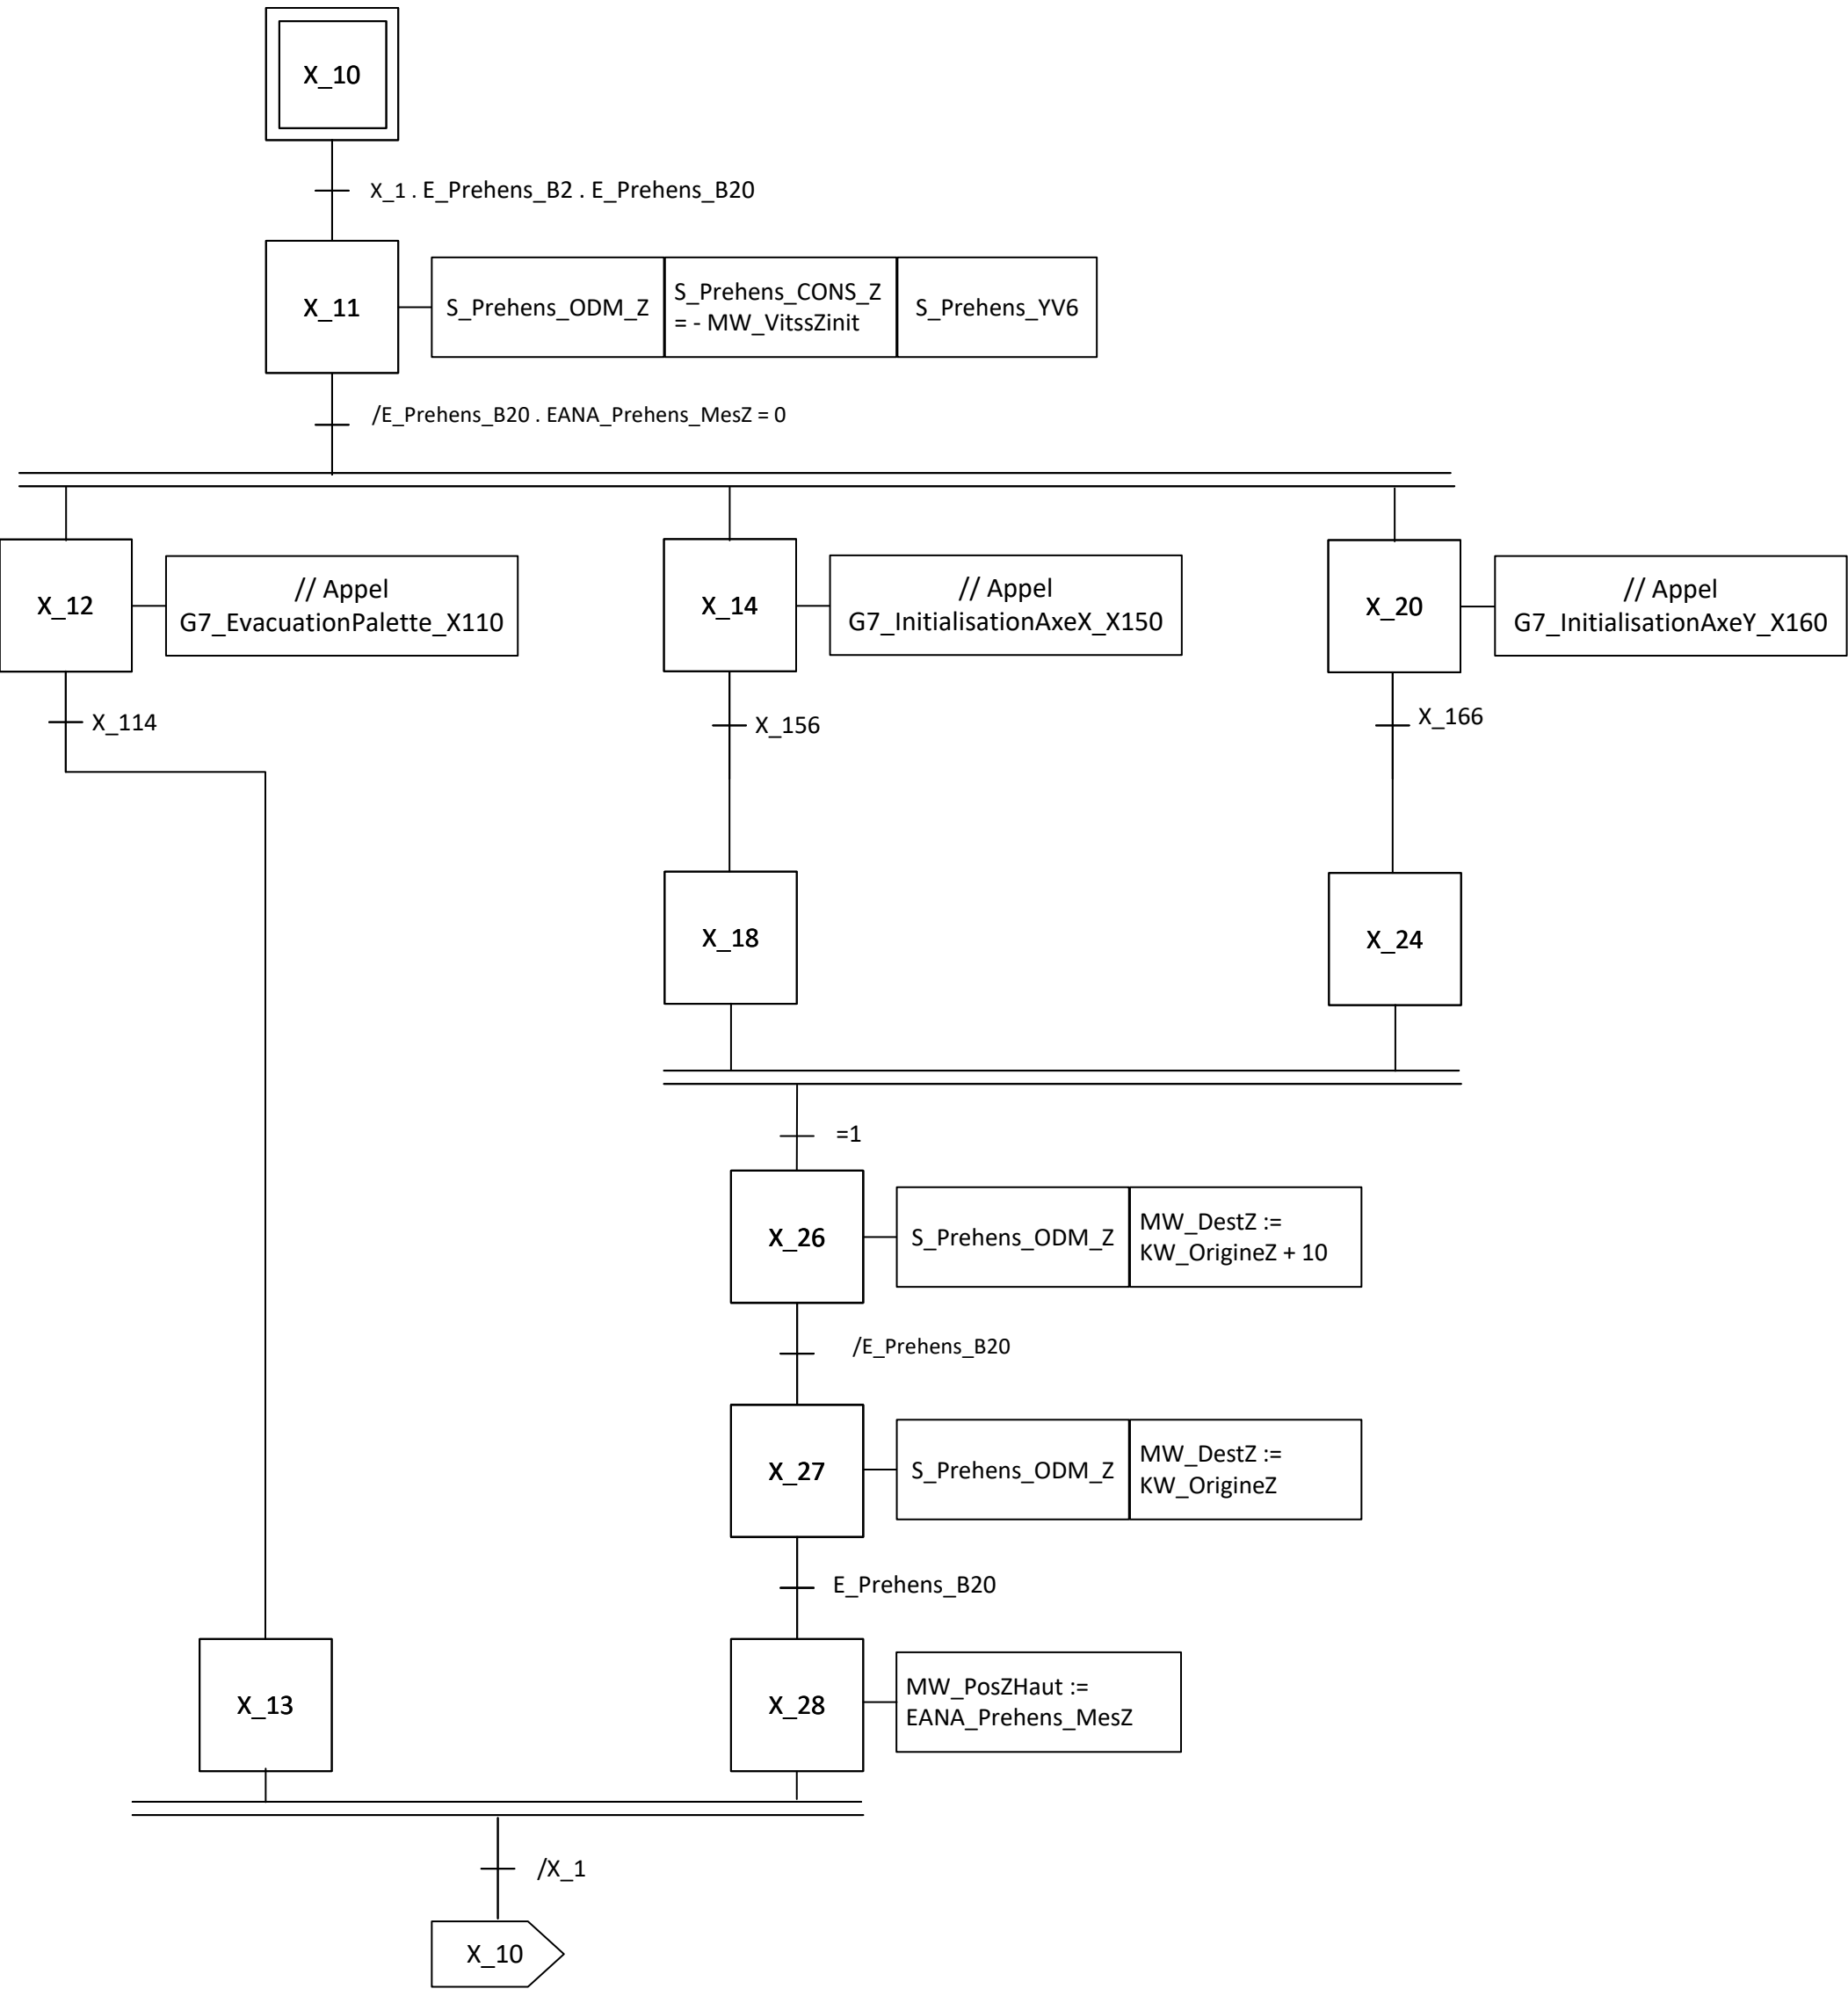 X_10
X_1 . E_Prehens_B2 . E_Prehens_B20
X_11
S_Prehens_ODM_Z
S_Prehens_CONS_Z
= - MW_VitssZinit
S_Prehens_YV6
/E_Prehens_B20 . EANA_Prehens_MesZ = 0
X_12
// Appel
G7_EvacuationPalette_X110
X_14
// Appel
G7_InitialisationAxeX_X150
X_20
// Appel
G7_InitialisationAxeY_X160
X_114
X_156
X_166
X_18
X_24
=1
X_26
S_Prehens_ODM_Z
MW_DestZ :=
KW_OrigineZ + 10
/E_Prehens_B20
X_27
S_Prehens_ODM_Z
MW_DestZ :=
KW_OrigineZ
E_Prehens_B20
X_13
X_28
MW_PosZHaut :=
EANA_Prehens_MesZ
/X_1
X_10